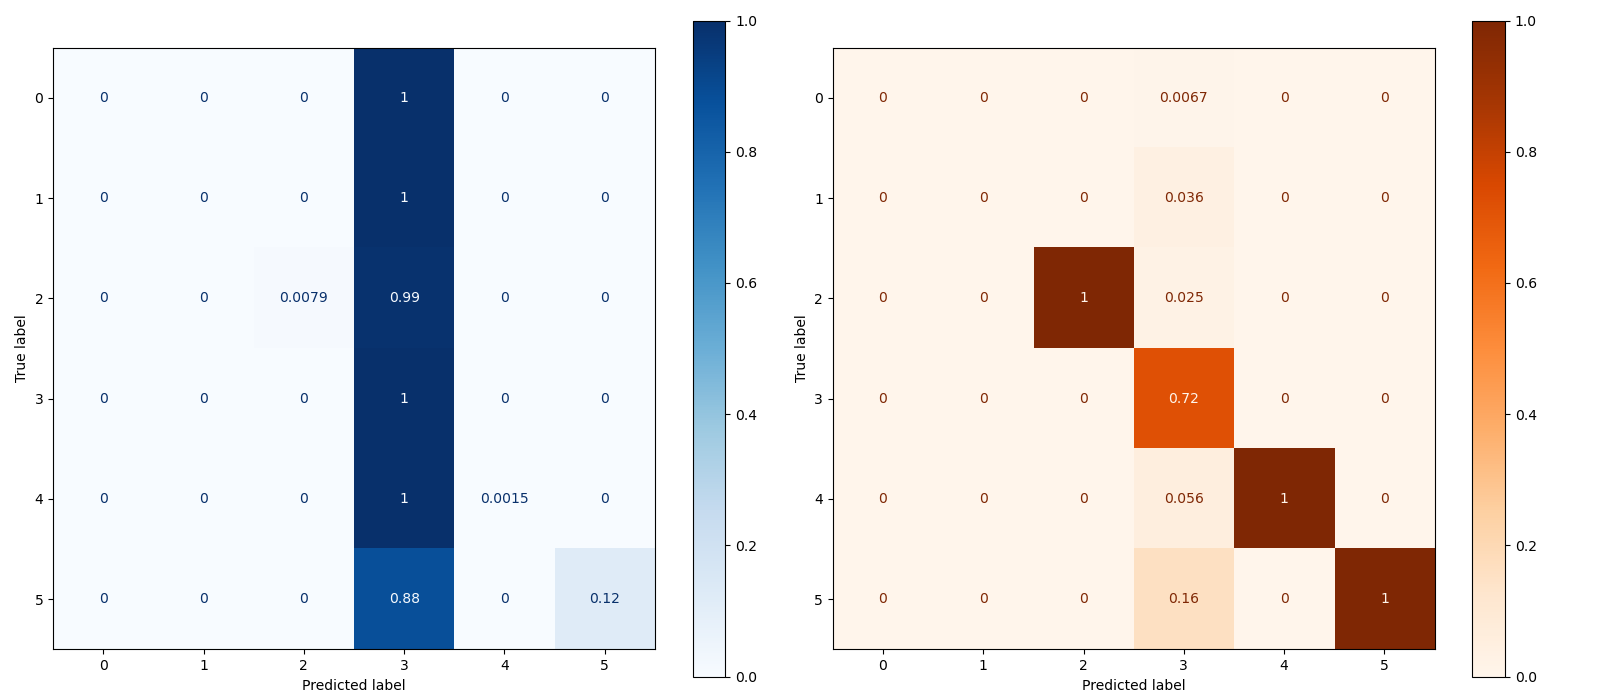 1.0
0 0 0 0 1 0 0
1 0 0 0 1 0 0
2 0 0 0.0079 0.99 0 0
3 0 0 0 1 0 0
4 0 0 0 1 0.0015 0
5 0 0 0 0.88 0 0.12
0 1 2 3 4 5
Predicted label
True label
0.8
0.6
0.4
0.2
0.0
1.0
0 0 0 0 0.0067 0 0
1 0 0 0 0.036 0 0
2 0 0 1 0.025 0 0
3 0 0 0 0.72 0 0
4 0 0 0 0.056 1 0
5 0 0 0 0.16 0 1
0 1 2 3 4 5
Predicted label
True label
0.8
0.6
0.4
0.2
0.0